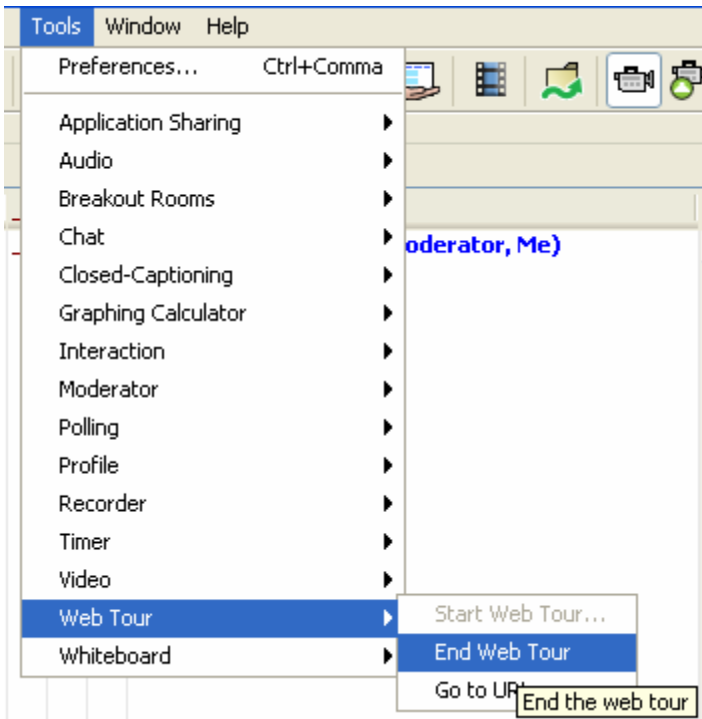 Tools Window Help
Preferences... Ctrl+Comma
Application Sharing
Audio
Breakout Rooms
Chat
oderator, Me)
Closed-Captioning
Graphing Calculator
Interaction
Moderator
Polling
Profile
Recorder
Timer
Video
Web Tour
Start Web Tour...
Whiteboard
End Web Tour
Go to
End the web tour